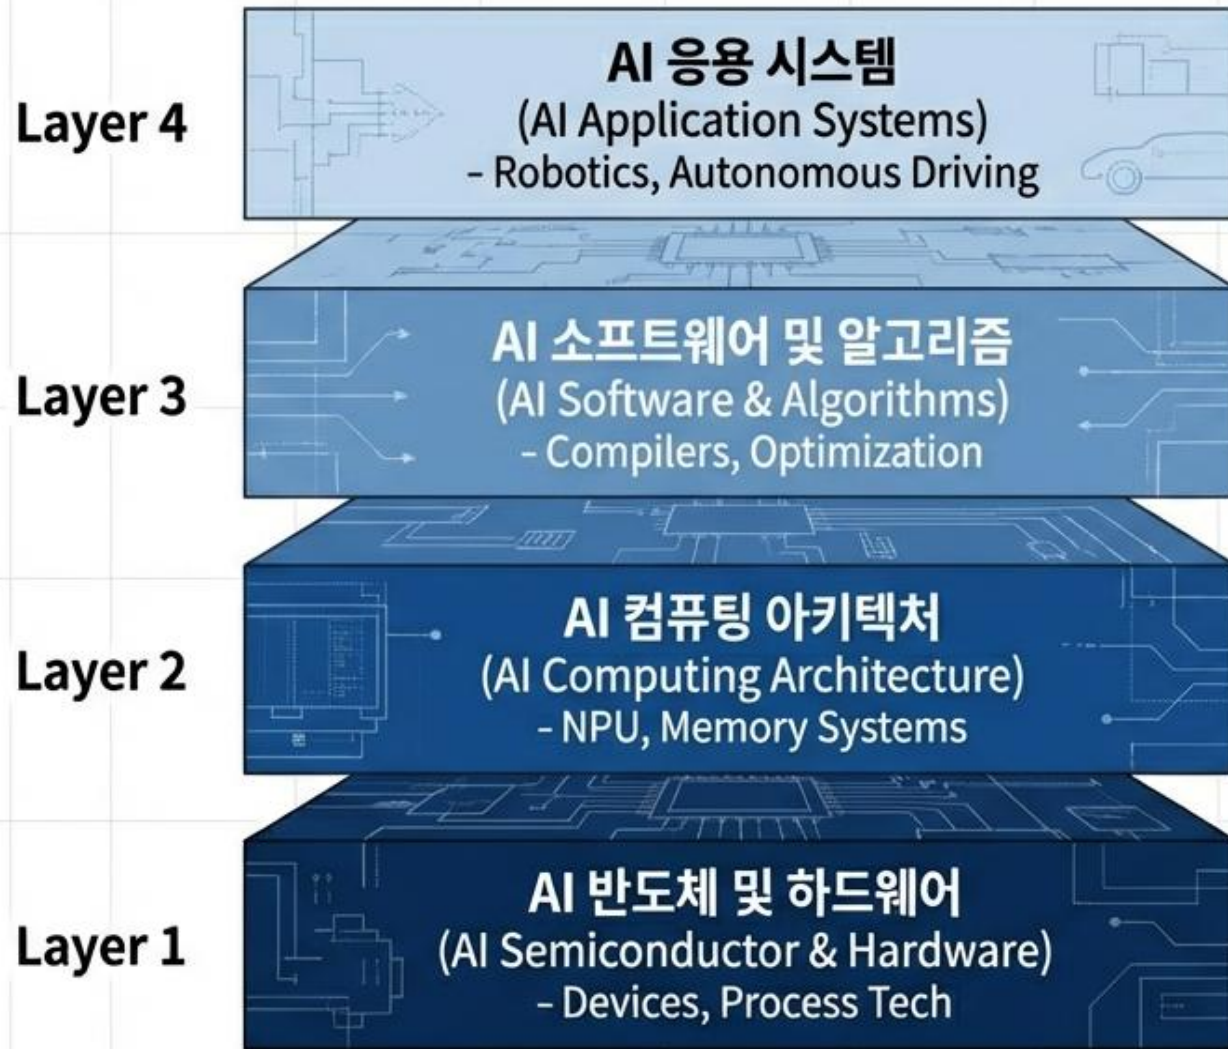 Layer 4
AI 응용 시스템
(AI Application Systems)
– Robotics, Autonomous Driving
Layer 3
AI 소프트웨어 및 알고리즘
(AI Software & Algorithms)
– Compilers, Optimization
Layer 2
AI 컴퓨팅 아키텍처
(AI Computing Architecture)
– NPU, Memory Systems
Layer 1
AI 반도체 및 하드웨어
(AI Semiconductor & Hardware)
– Devices, Process Tech